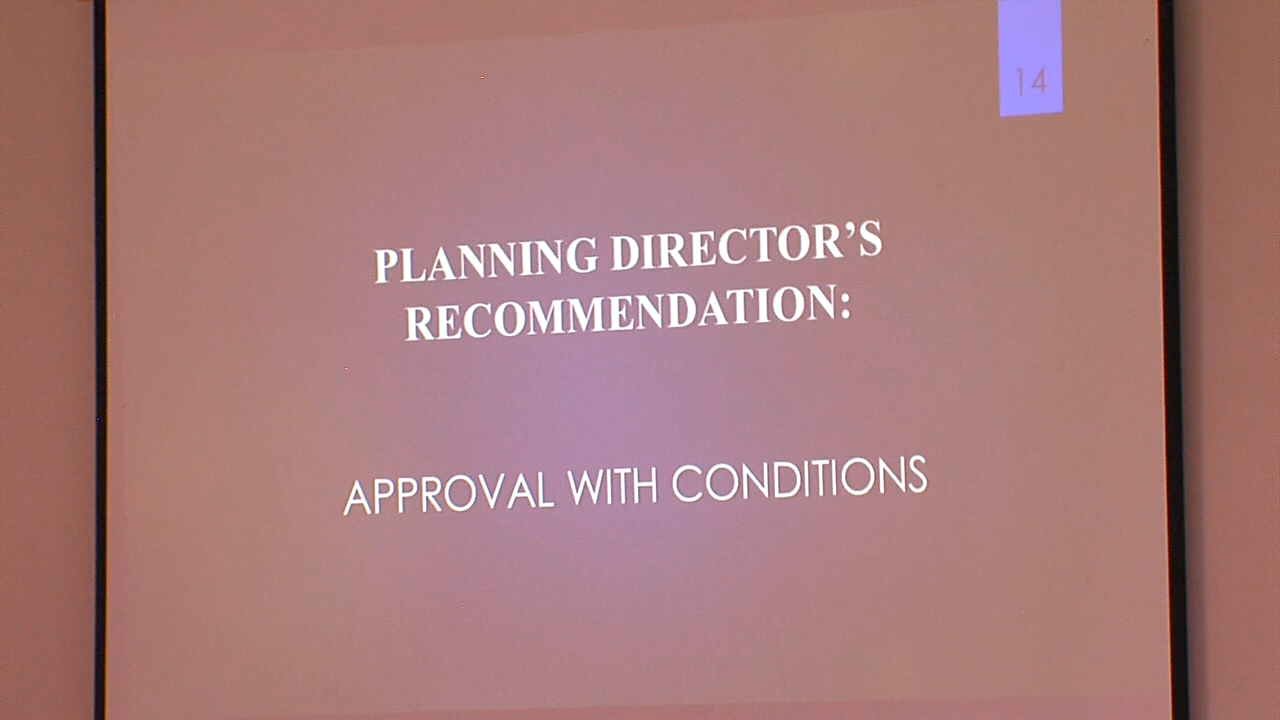 14
PLANNING DIRECTOR’S
RECOMMENDATION:
APPROVAL WITH CONDITIONS